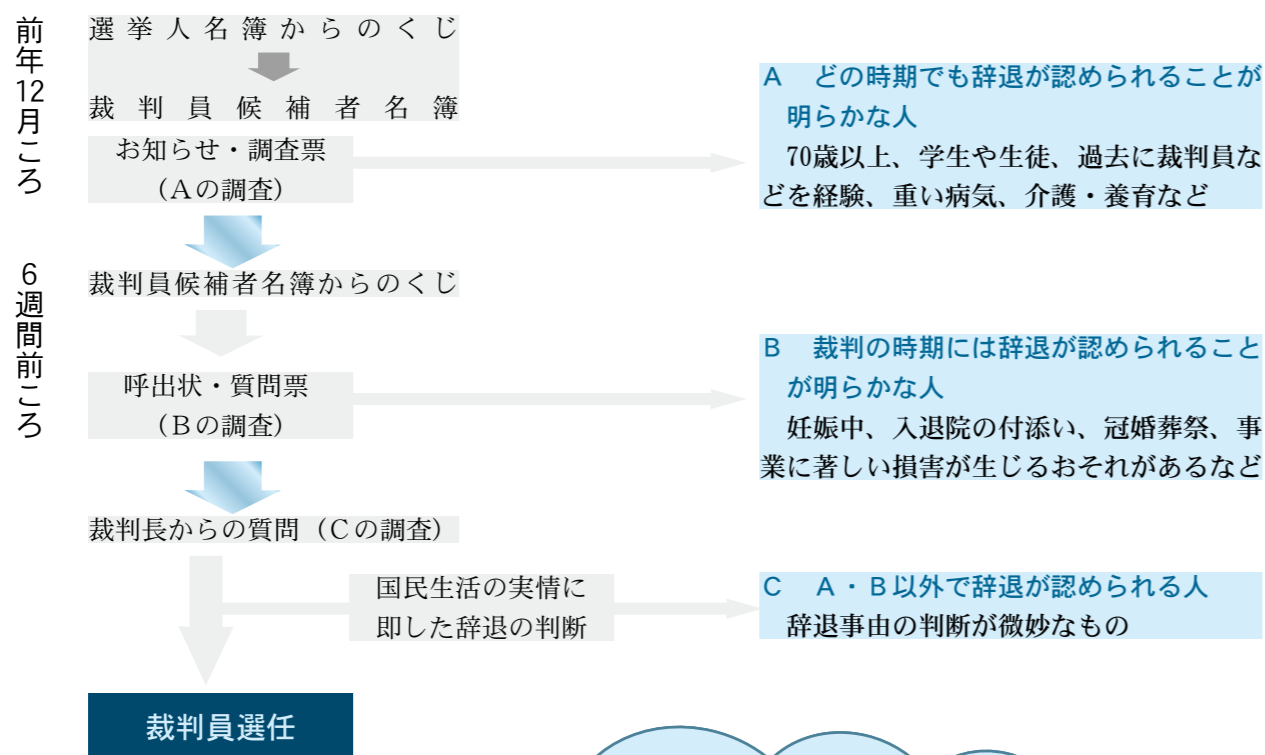 前年12月ころ
選挙人名簿からのくじ
裁判員候補者名簿
お知らせ・調査票
（Ａの調査）
Ａ　どの時期でも辞退が認められることが
明らかな人
70歳以上、学生や生徒、過去に裁判員な
どを経験、重い病気、介護・養育など
6週間前ころ
裁判員候補者名簿からのくじ
呼出状・質問票
（Ｂの調査）
Ｂ　裁判の時期には辞退が認められること
が明らかな人
妊娠中、入退院の付添い、冠婚葬祭、事
業に著しい損害が生じるおそれがあるなど
裁判長からの質問（Ｃの調査）
国民生活の実情に
即した辞退の判断
Ｃ　Ａ・Ｂ以外で辞退が認められる人
辞退事由の判断が微妙なもの
裁判員選任